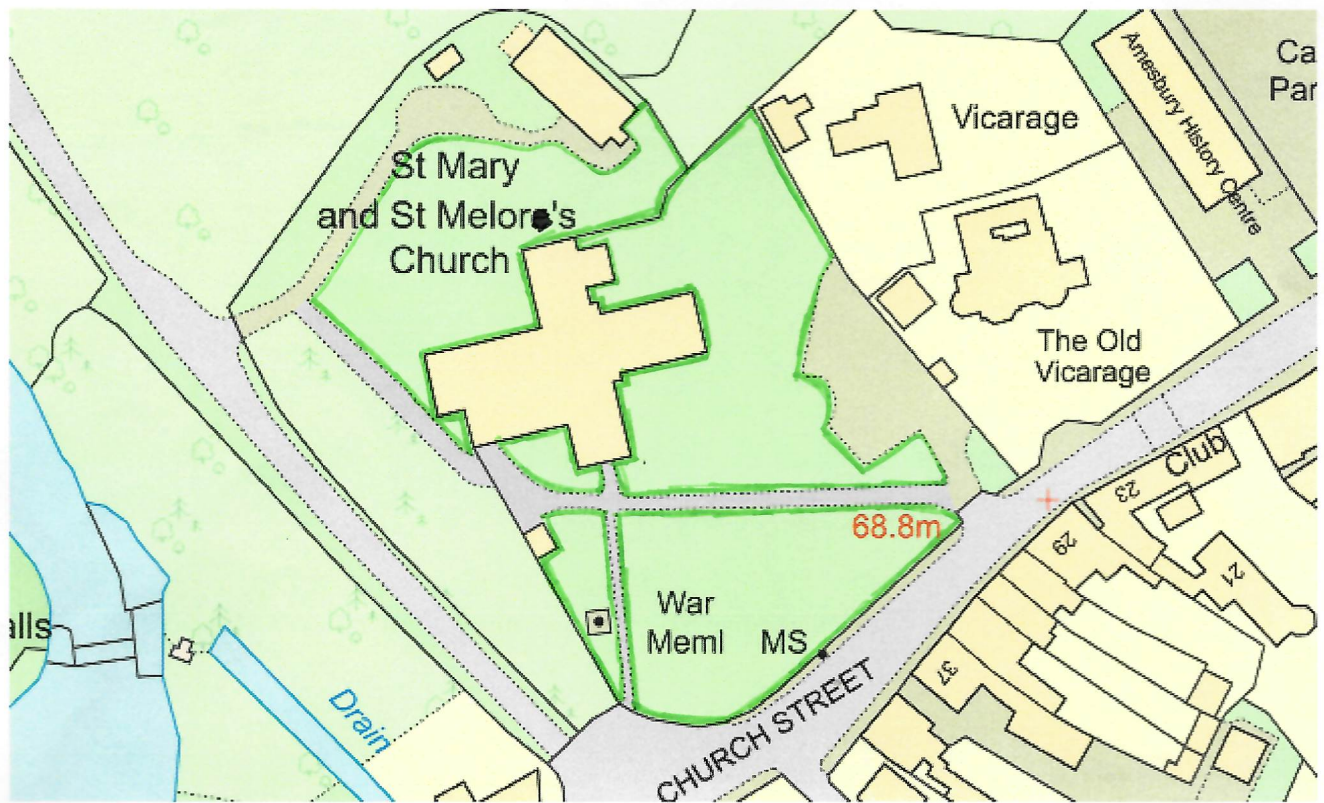 St Mary
and St Melore's
Church
Vicarage
Amesbury History Centre
Ca
Par
The Old
Vicarage
Club
23
29
21
37
68.8m
War
Meml
MS
CHURCH STREET
alls
Drain